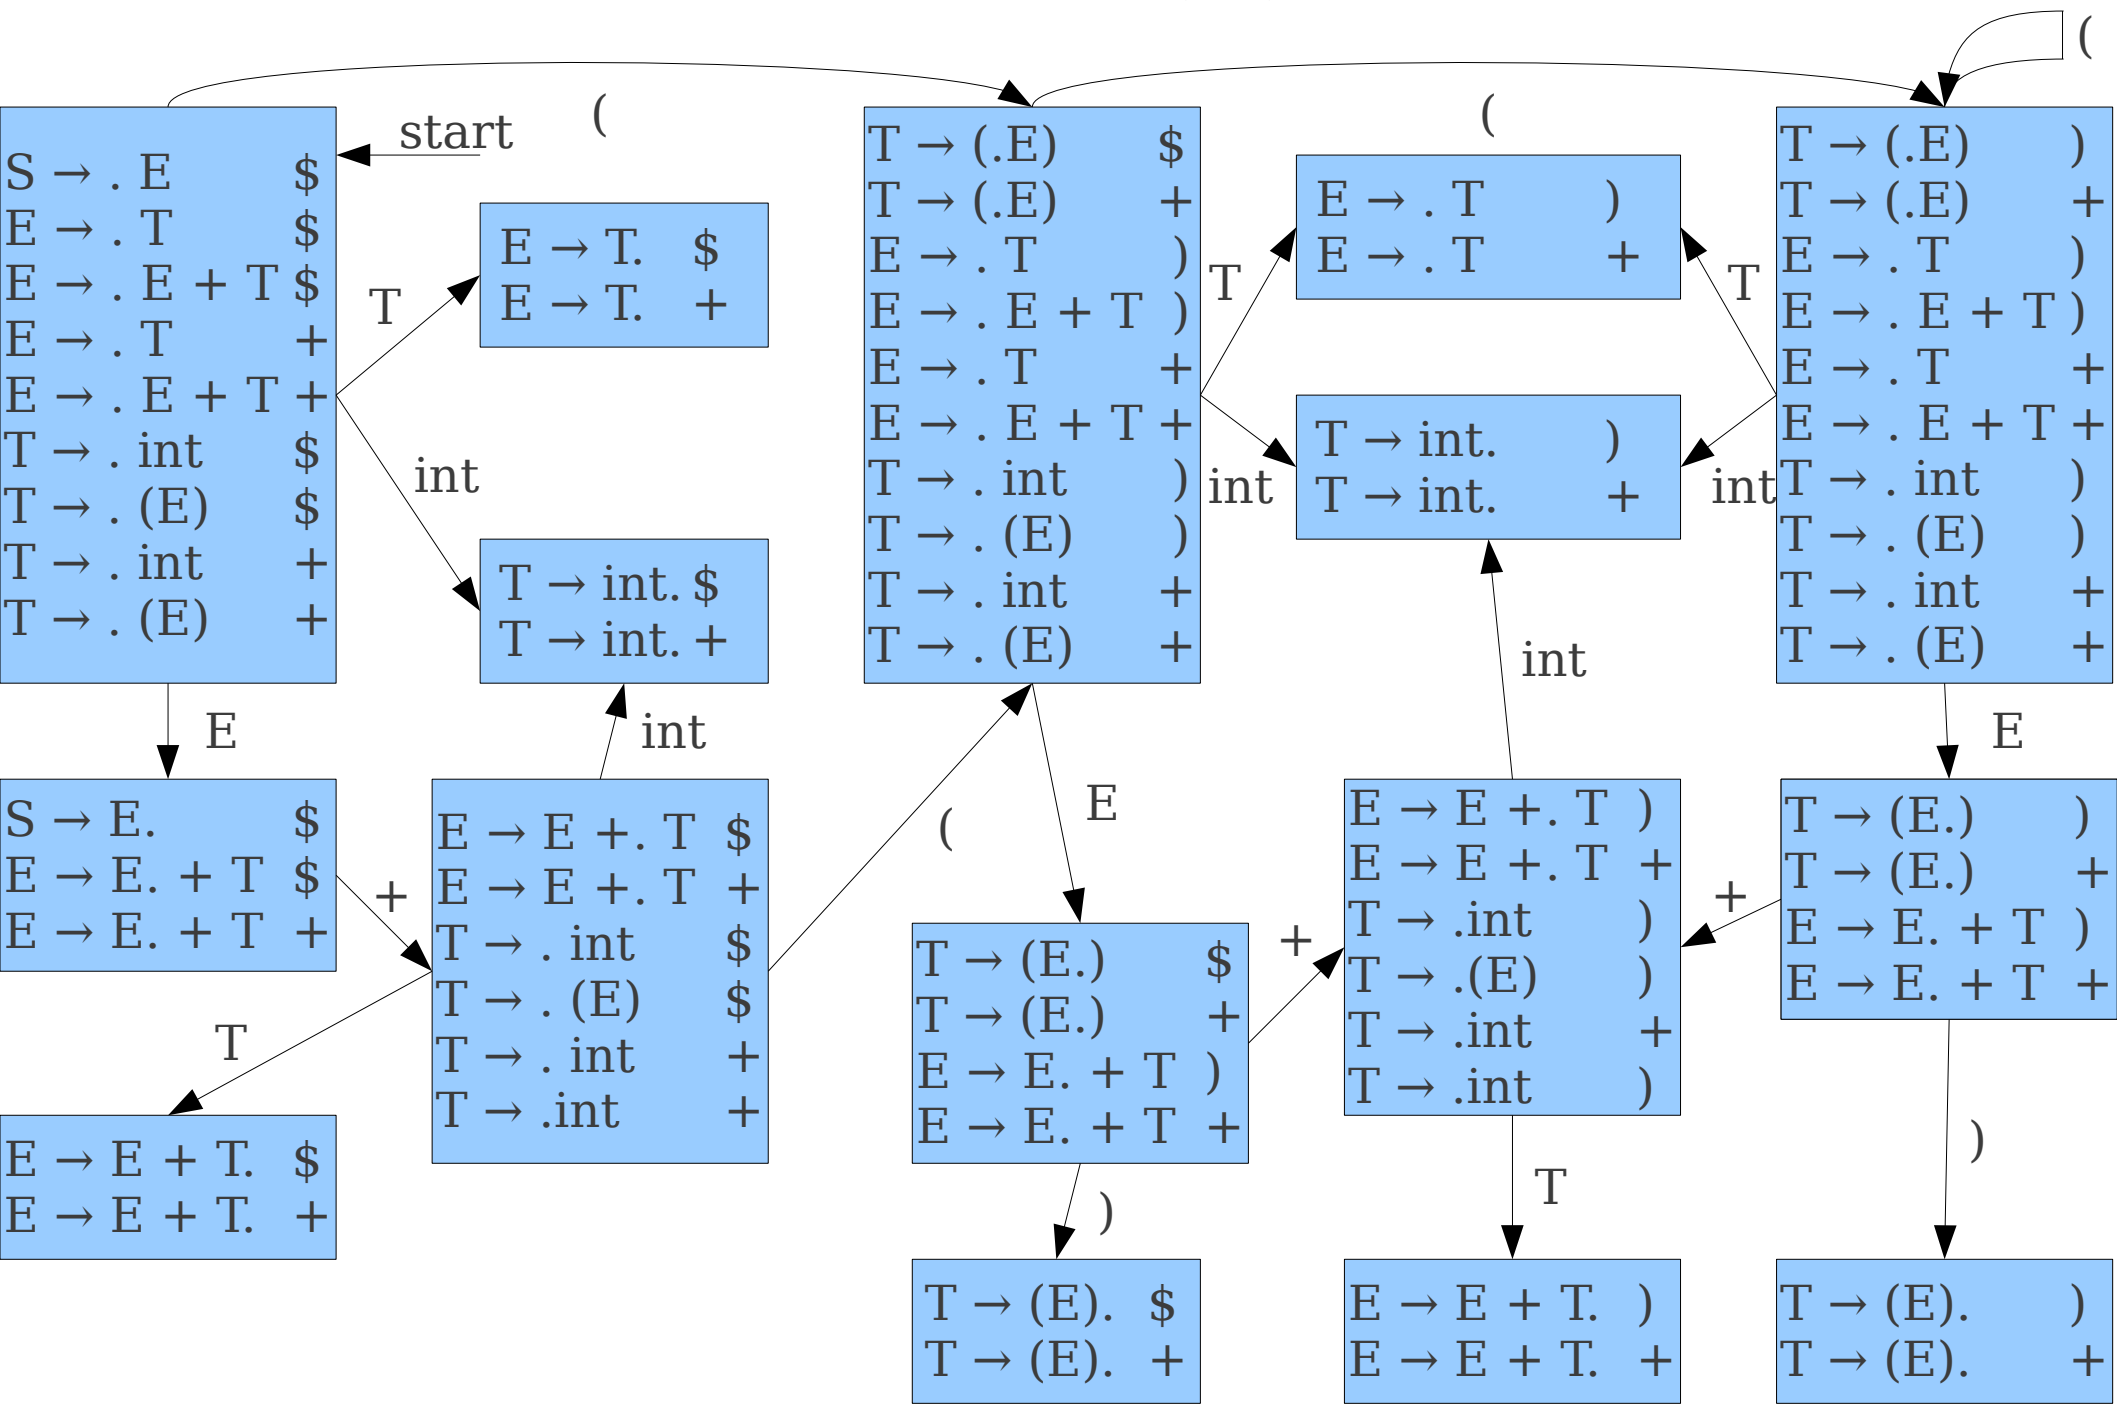 (
start
(
(
S → . E $
E → . T $
E → . E + T $
E → . T +
E → . E + T +
T → . int $
T → . (E) $
T → . int +
T → . (E) +
T
E → T. $
E → T. +
int
T → int. $
T → int. +
T → (.E) $
T → (.E) +
E → . T )
E → . E + T )
E → . T +
E → . E + T +
T → . int )
T → . (E) )
T → . int +
T → . (E) +
T
E → . T )
E → . T +
T
int
T → int. )
T → int. +
int
T → (.E) )
T → (.E) +
E → . T )
E → . E + T )
E → . T +
E → . E + T +
T → . int )
T → . (E) )
T → . int +
T → . (E) +
E
int
(
E
int
E
S → E. $
E → E. + T $
E → E. + T +
+
E → E +. T $
E → E +. T +
T → . int $
T → . (E) $
T → . int +
T → .int +
T
E → E + T. $
E → E + T. +
T → (E.) $
T → (E.) +
E → E. + T )
E → E. + T +
+
E → E +. T )
E → E +. T +
T → .int )
T → .(E) )
T → .int +
T → .int )
+
T → (E.) )
T → (E.) +
E → E. + T )
E → E. + T +
)
T
)
T → (E). $
T → (E). +
E → E + T. )
E → E + T. +
T → (E). )
T → (E). +